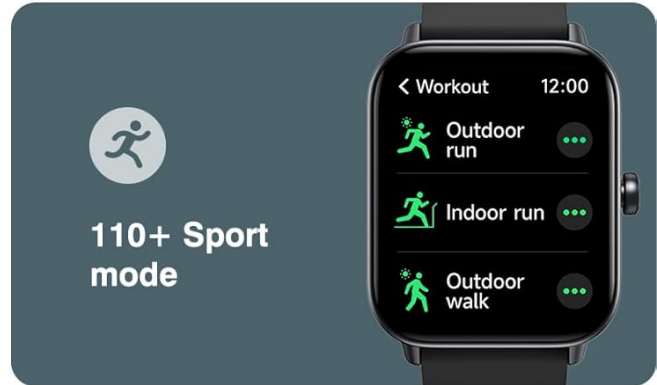 110+ Sport
mode
< Workout 12:00
Outdoor
run
Indoor run
Outdoor
walk